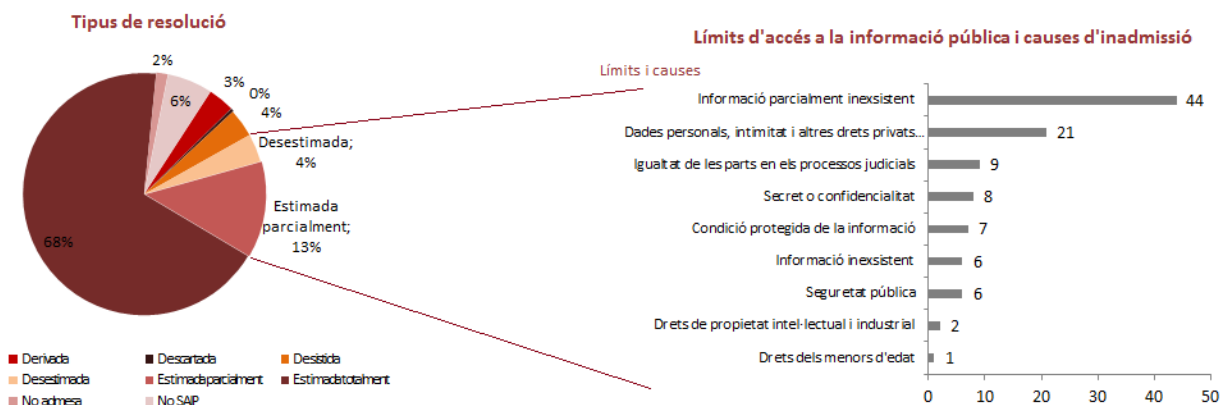 Tipus de resolució
2%
3%
0%
6%
4%
Desestimada;
4%
Estimada
parcialment;
13%
68%
Derivada
Descartada
Desistida
Desestimada
Estimada parcialment
Estimada totalment
No admesa
No SAIP
Límits d'accés a la informació pública i causes d'inadmissió
Límits i causes
Informació parcialment inexsistent 44
Dades personals, intimitat i altres drets privats... 21
Igualtat de les parts en els processos judicials 9
Secret o confidencialitat 8
Condició protegida de la informació 7
Informació inexsistent 6
Seguretat pública 6
Drets de propietat intel·lectual i industrial 2
Drets dels menors d'edat 1
0 10 20 30 40 50